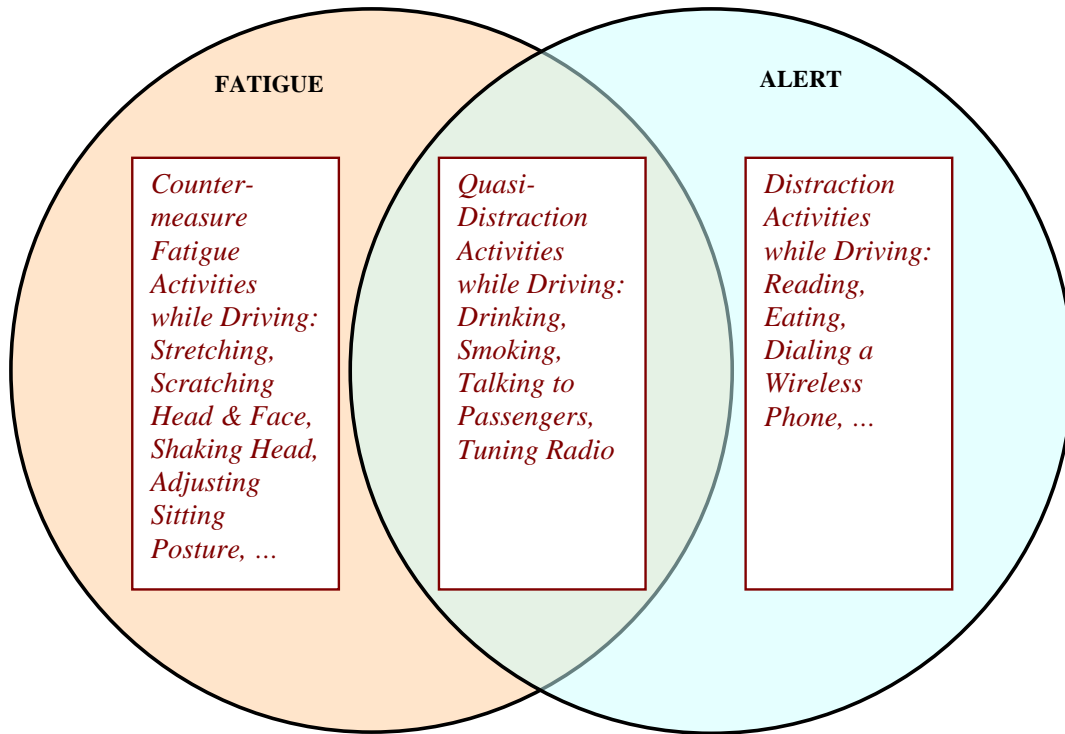 FATIGUE
ALERT
Counter-
measure
Fatigue
Activities
while Driving:
Stretching,
Scratching
Head & Face,
Shaking Head,
Adjusting
Sitting
Posture, …
Quasi-
Distraction
Activities
while Driving:
Drinking,
Smoking,
Talking to
Passengers,
Tuning Radio
Distraction
Activities
while Driving:
Reading,
Eating,
Dialing a
Wireless
Phone, …